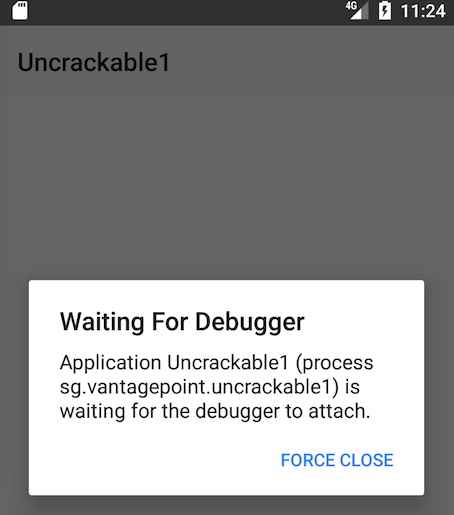 4G 11:24
Uncrackable1
Waiting For Debugger
Application Uncrackable1 (process
sg.vantagepoint.uncrackable1) is
waiting for the debugger to attach.
FORCE CLOSE